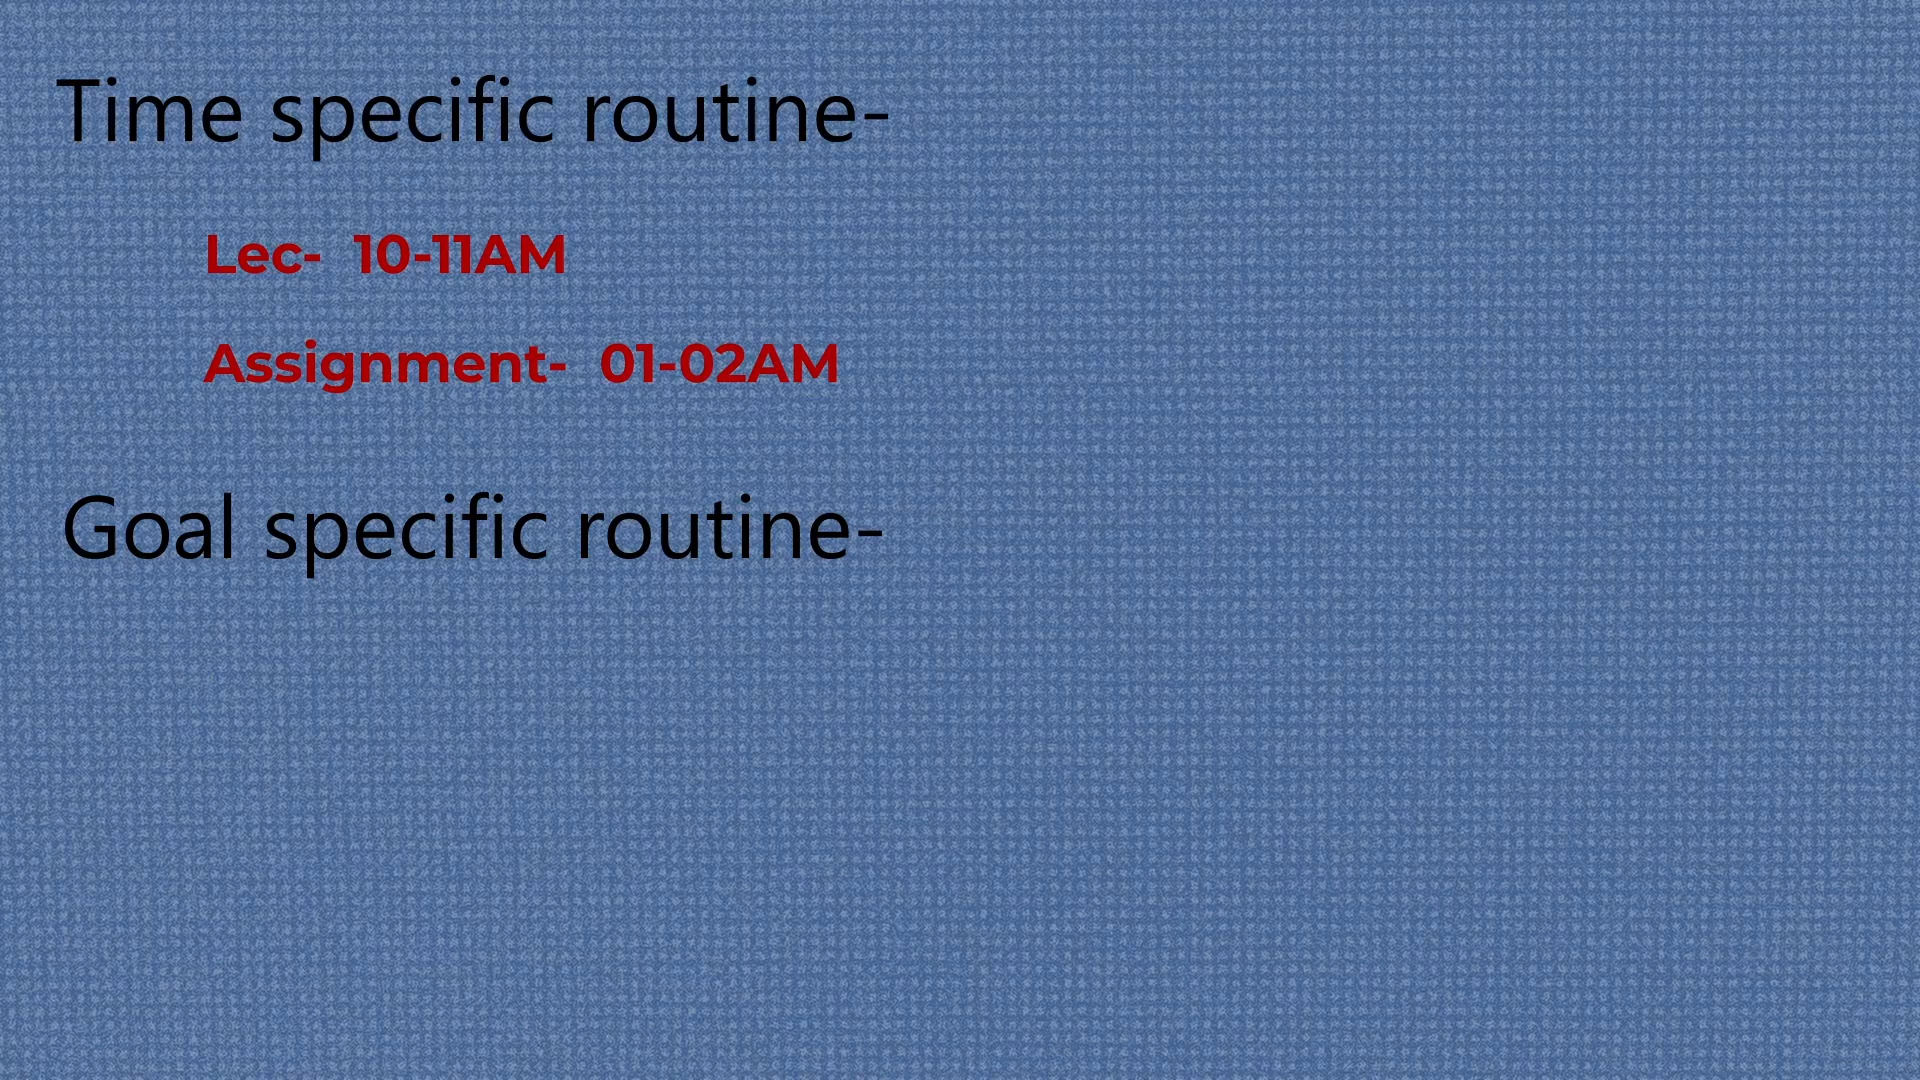 Time specific routine-
Lec- 10-11AM
Assignment- 01-02AM
Goal specific routine-